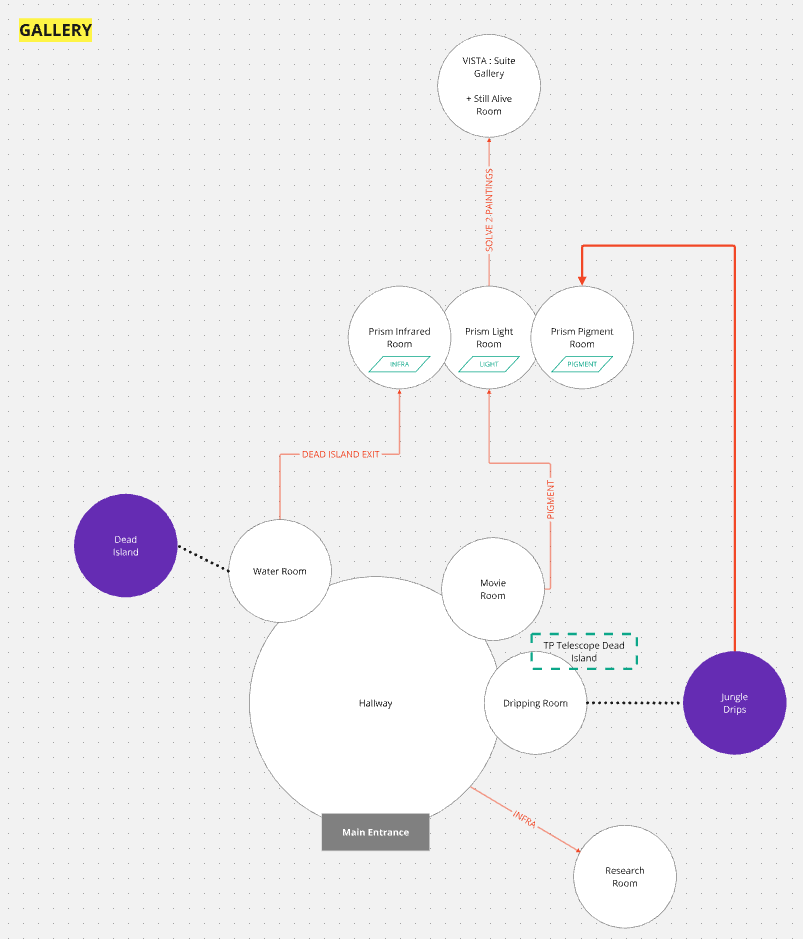 GALLERY
VISTA : Suite
Gallery
+ Still Alive
Room
SOLVE 2 PAINTINGS
Prism Infrared
Room
INFRA
Prism Light
Room
LIGHT
Prism Pigment
Room
PIGMENT
DEAD ISLAND EXIT
PIGMENT
Dead
Island
Water Room
Movie
Room
TP Telescope Dead
Island
Hallway
Dripping Room
Jungle
Drips
Main Entrance
INFRA
Research
Room